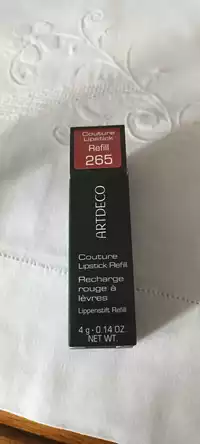 Couture
Lipstick
Refill
265
ARTDECO
Couture
Lipstick Refill
Recharge
rouge à
lèvres
Lippenstift Refill
4 g · 0.14 OZ.
NET WT.